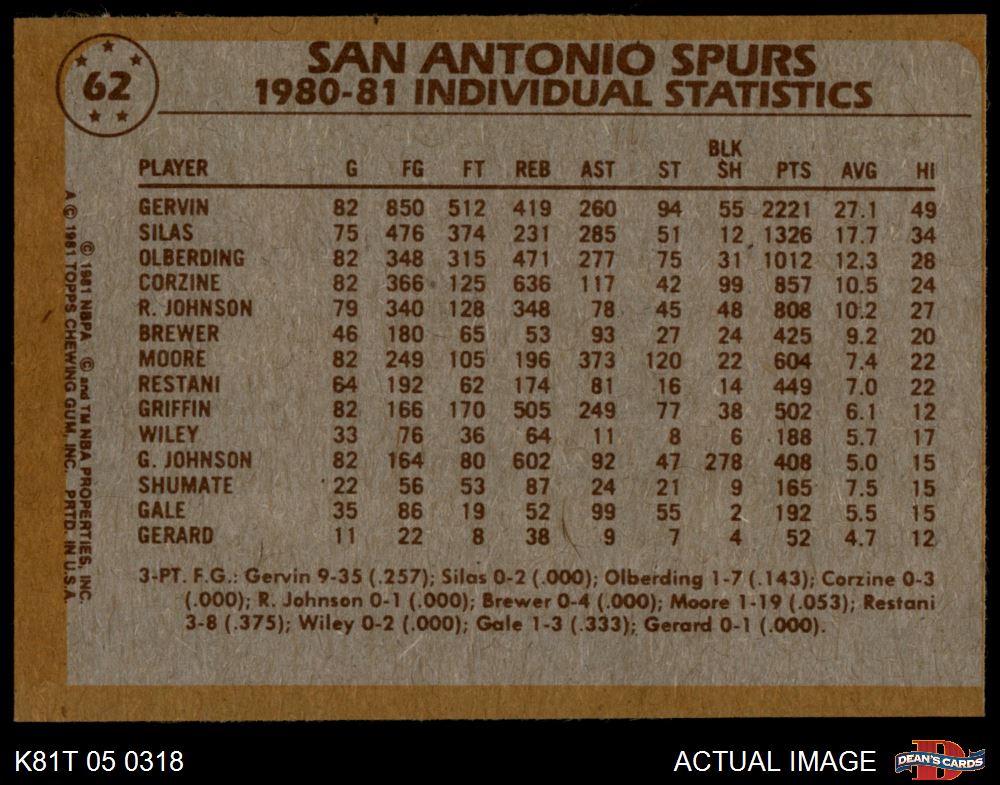 62
SAN ANTONIO SPURS
1980-81 INDIVIDUAL STATISTICS
PLAYER G FG FT REB AST ST BLK SH PTS AVG HI
GERVIN 82 850 512 419 260 94 55 2221 27.1 49
SILAS 75 476 374 231 285 51 12 1326 17.7 34
OLBERDING 82 348 315 471 277 75 31 1012 12.3 28
CORZINE 82 366 125 636 117 42 99 857 10.5 24
R. JOHNSON 79 340 128 348 78 45 48 808 10.2 27
BREWER 46 180 65 53 93 27 24 425 9.2 20
MOORE 82 249 105 196 373 120 22 604 7.4 22
RESTANI 64 192 62 174 81 16 14 449 7.0 22
GRIFFIN 82 166 170 505 249 77 38 502 6.1 12
WILEY 33 76 36 64 11 8 6 188 5.7 17
G. JOHNSON 82 164 80 602 92 47 278 408 5.0 15
SHUMATE 22 56 53 87 24 21 9 165 7.5 15
GALE 35 86 19 52 99 55 2 192 5.5 15
GERARD 11 22 8 38 9 7 4 52 4.7 12
3-PT. F.G.: Gervin 9-35 (.257); Silas 0-2 (.000); Olberding 1-7 (.143); Corzine 0-3
(.000); R. Johnson 0-1 (.000); Brewer 0-4 (.000); Moore 1-19 (.053); Restani
3-8 (.375); Wiley 0-2 (.000); Gale 1-3 (.333); Gerard 0-1 (.000).
© 1981 NBPA © and TM NBA PROPERTIES, INC.
A © 1981 TOPPS CHEWING GUM, INC. PRTD. IN U.S.A.
K81T 05 0318
ACTUAL IMAGE
D
DEAN'S CARDS